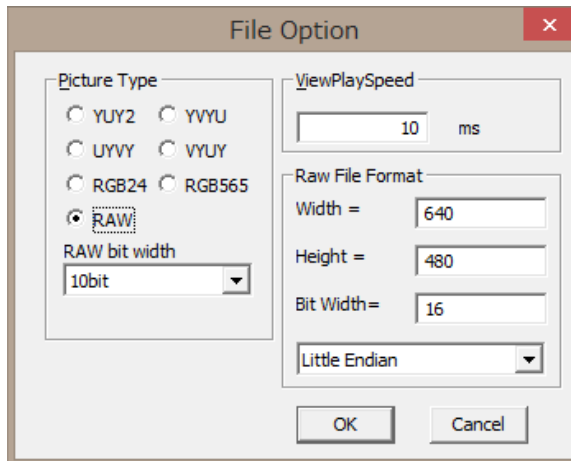 File Option
Picture Type
YUY2 YVYU
UYVY VYUY
RGB24 RGB565
RAW
RAW bit width
10bit
ViewPlaySpeed
10 ms
Raw File Format
Width = 640
Height = 480
Bit Width= 16
Little Endian
OK Cancel